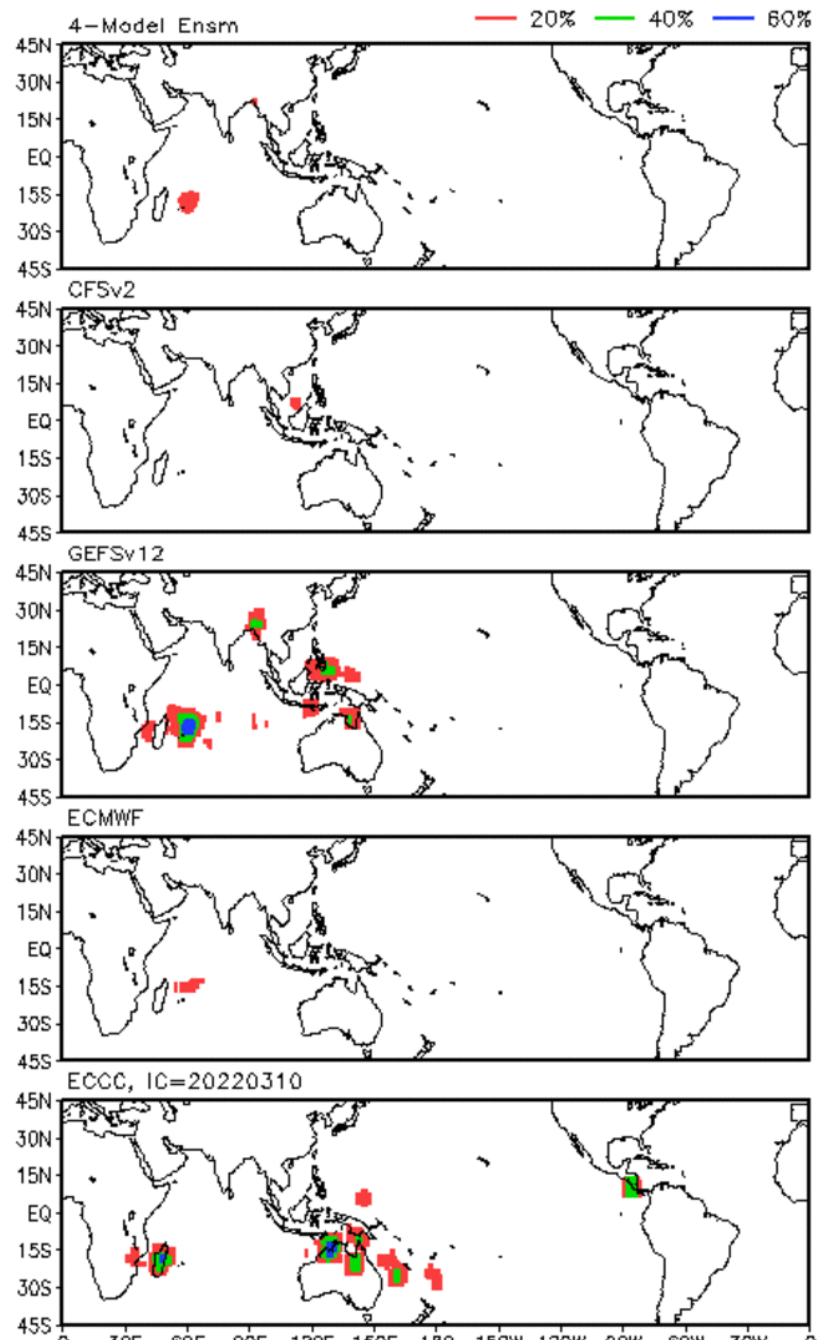 4-Model Ensm
20% 40% 60%
45N
30N
15N
EQ
15S
30S
45S
CFSv2
45N
30N
15N
EQ
15S
30S
45S
GEFSv12
45N
30N
15N
EQ
15S
30S
45S
ECMWF
45N
30N
15N
EQ
15S
30S
45S
ECCC, IC=20220310
45N
30N
15N
EQ
15S
30S
45S